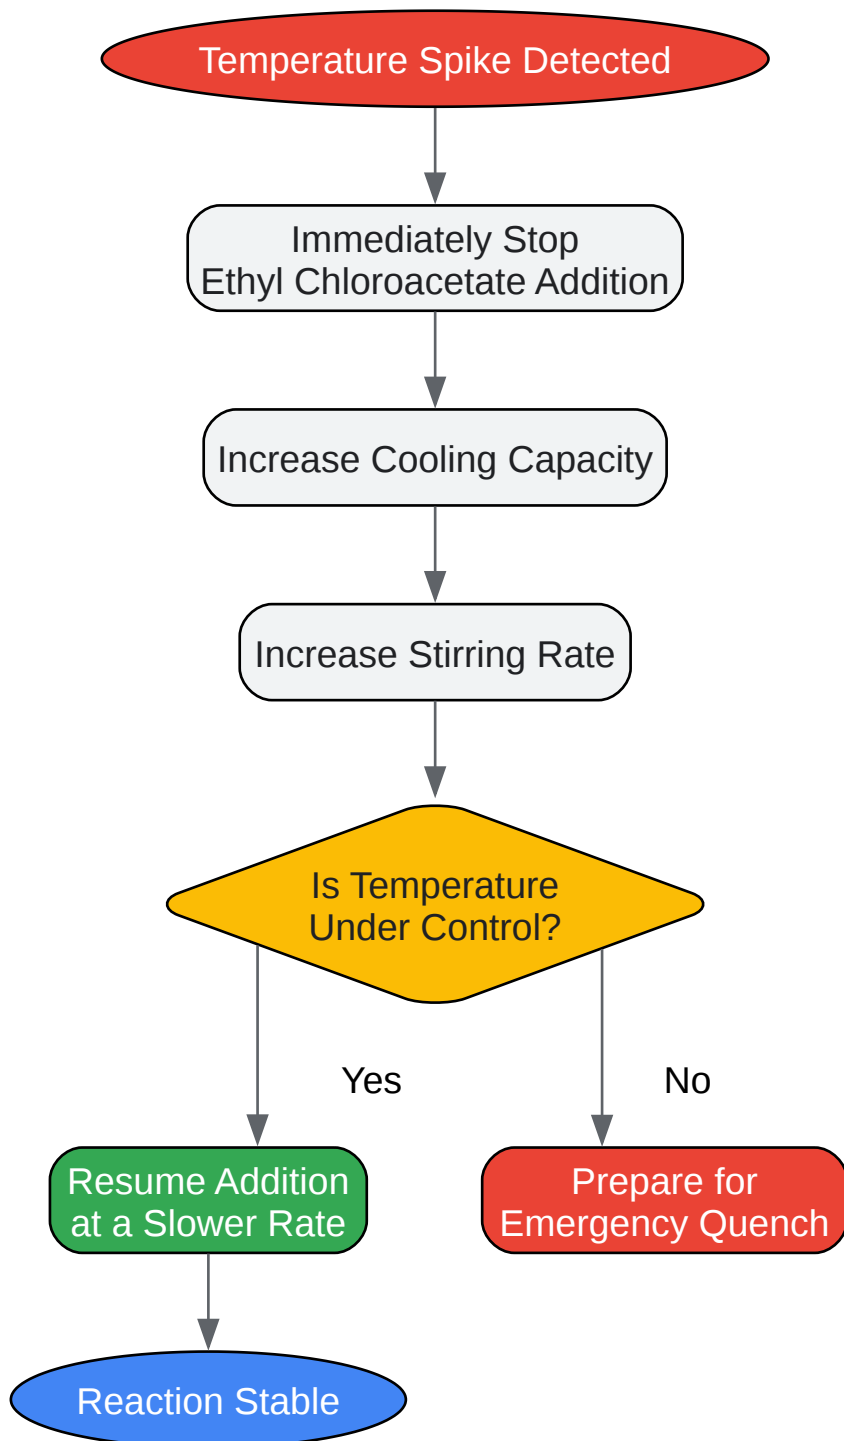 Temperature Spike Detected
Immediately Stop
Ethyl Chloroacetate Addition
Increase Cooling Capacity
Increase Stirring Rate
Is Temperature
Under Control?
Yes
No
Resume Addition
at a Slower Rate
Prepare for
Emergency Quench
Reaction Stable